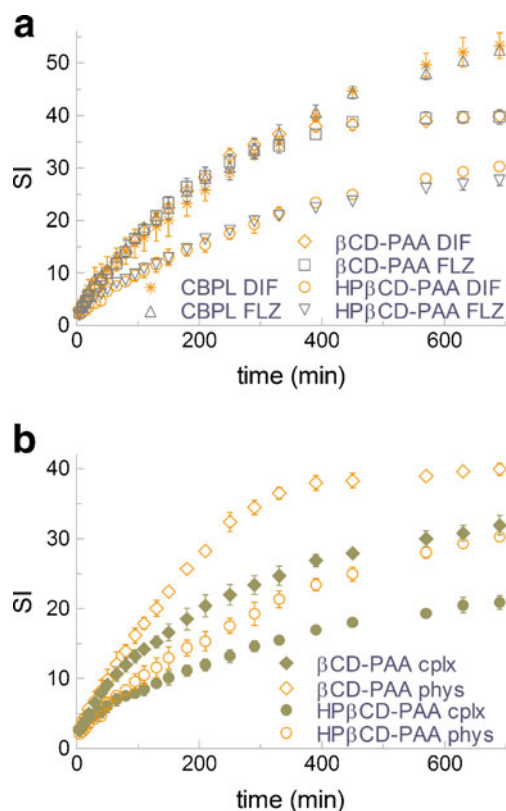 a
50
40
30
20
10
0
SI
βCD-PAA DIF
βCD-PAA FLZ
CBPL DIF
HPβCD-PAA DIF
CBPL FLZ
HPβCD-PAA FLZ
0 200 400 600
time (min)
b
40
30
20
10
0
SI
βCD-PAA cplx
βCD-PAA phys
HPβCD-PAA cplx
HPβCD-PAA phys
0 200 400 600
time (min)